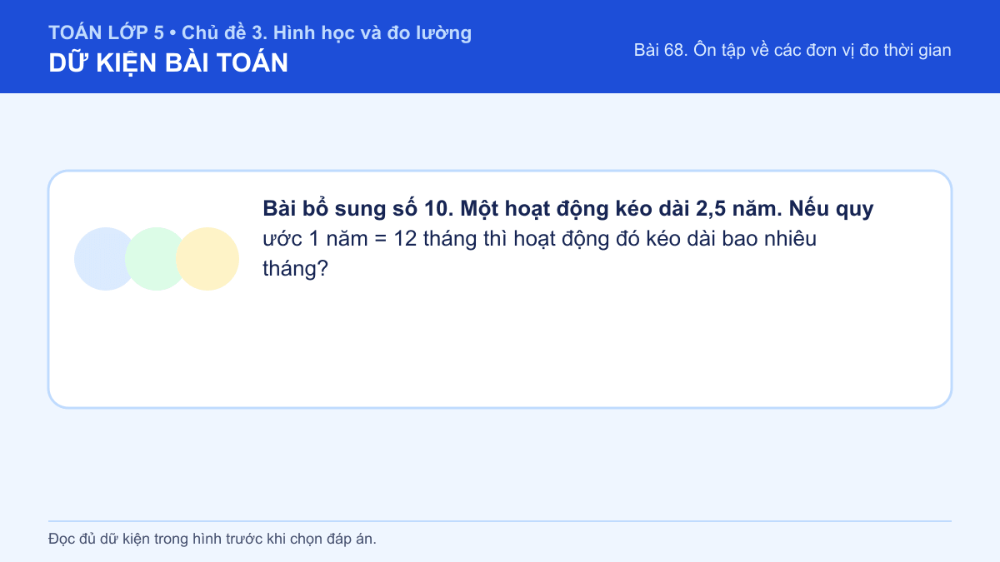 TOÁN LỚP 5 • Chủ đề 3. Hình học và đo lường
DỮ KIỆN BÀI TOÁN
Bài 68. Ôn tập về các đơn vị đo thời gian
Bài bổ sung số 10. Một hoạt động kéo dài 2,5 năm. Nếu quy
ước 1 năm = 12 tháng thì hoạt động đó kéo dài bao nhiêu
tháng?
Đọc đủ dữ kiện trong hình trước khi chọn đáp án.